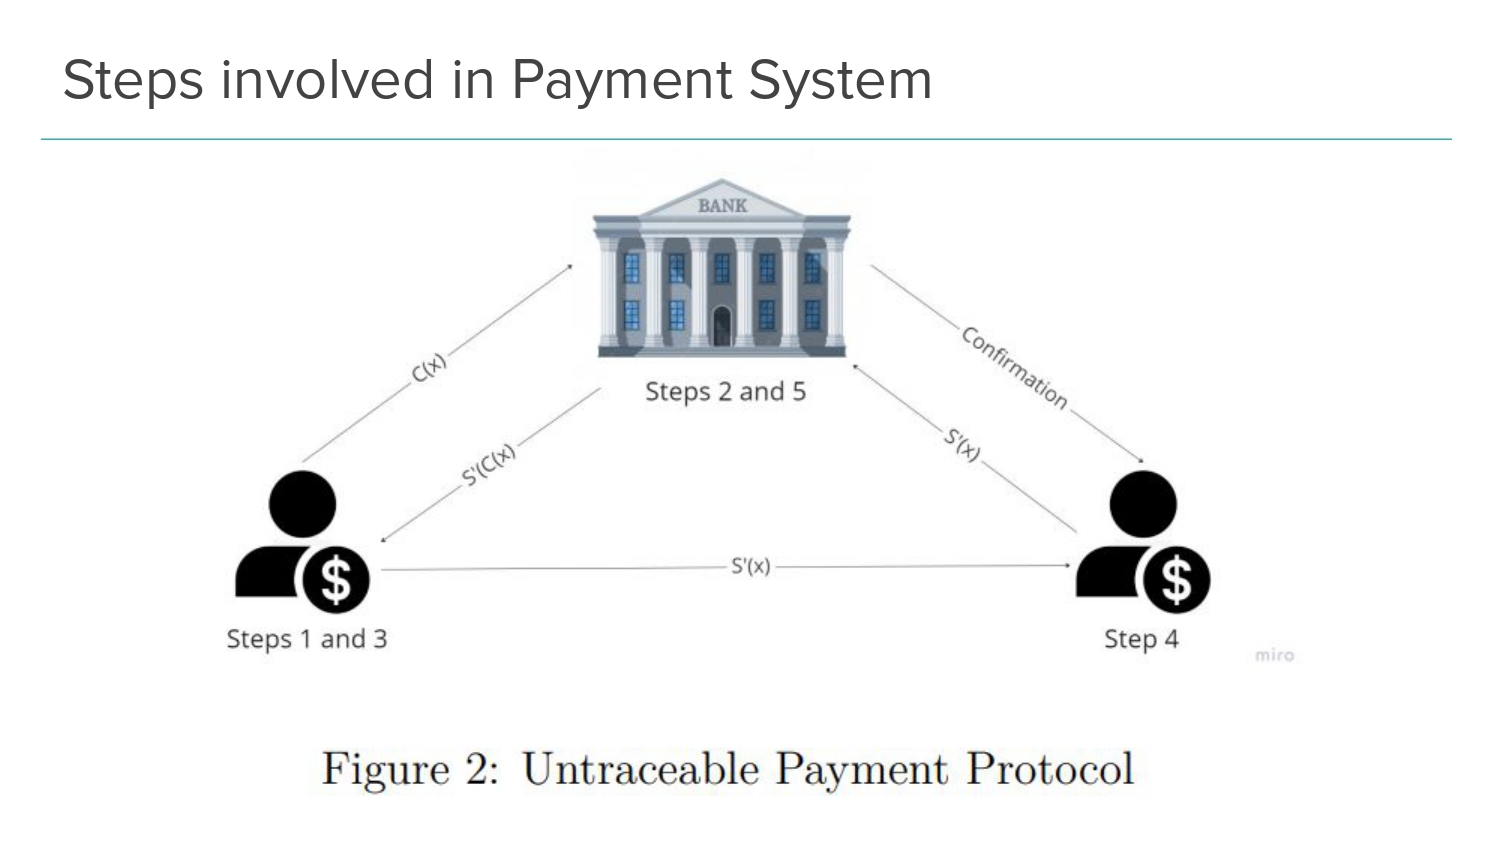 Steps involved in Payment System
BANK
C(x)
Confirmation
Steps 2 and 5
S'(C(x)
S'(x)
S'(x)
Steps 1 and 3
Step 4
miro
Figure 2: Untraceable Payment Protocol